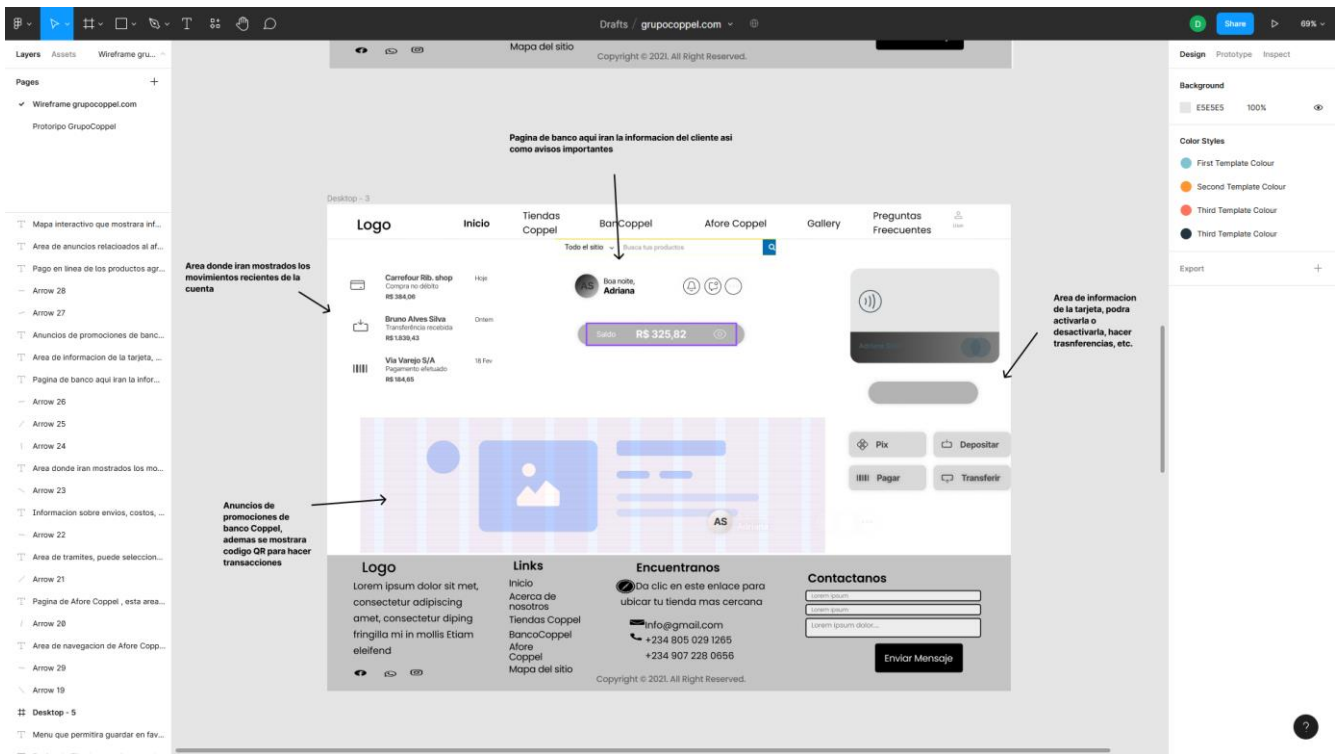 Drafts / grupocoppel.com
D
Share
69%
Layers Assets Wireframe gru...
Pages
Wireframe grupocoppel.com
Protoripo GrupoCoppel
Mapa interactivo que mostrara inf...
Area de anuncios relacioados al af...
Pago en linea de los productos agr...
Arrow 28
Arrow 27
Anuncios de promociones de banc...
Area de informacion de la tarjeta, ...
Pagina de banco aqui iran la infor...
Arrow 26
Arrow 25
Arrow 24
Area donde iran mostrados los mo...
Arrow 23
Informacion sobre envios, costos, ...
Arrow 22
Area de tramites, puede seleccion...
Arrow 21
Pagina de Afore Coppel , esta area...
Arrow 20
Area de navegacion de Afore Copp...
Arrow 29
Arrow 19
Desktop - 5
Menu que permitira guardar en fav...
Mapa del sitio
Copyright © 2021. All Right Reserved.
Pagina de banco aqui iran la informacion del cliente asi
como avisos importantes
Desktop - 3
Logo
Inicio
Tiendas
Coppel
BanCoppel
Afore Coppel
Gallery
Preguntas
Freecuentes
Todo el sitio
Busca tus productos
Area donde iran mostrados los
movimientos recientes de la
cuenta
Carrefour Rib. shop Hoje
Compra no débito
R$ 384,06
Bruno Alves Silva Ontem
Transferência recebida
R$ 1.839,43
Via Varejo S/A 18 Fev
Pagamento efetuado
R$ 184,65
AS
Boa noite,
Adriana
Saldo R$ 325,82
Area de informacion
de la tarjeta, podra
activarla o
desactivarla, hacer
trasnferencias, etc.
Pix
Depositar
Pagar
Transferir
AS
Anuncios de
promociones de
banco Coppel,
ademas se mostrara
codigo QR para hacer
transacciones
Logo
Lorem ipsum dolor sit met,
consectetur adipiscing
amet, consectetur diping
fringilla mi in mollis Etiam
eleifend
Links
Inicio
Acerca de
nosotros
Tiendas Coppel
BancoCoppel
Afore
Coppel
Mapa del sitio
Encuentranos
Da clic en este enlace para
ubicar tu tienda mas cercana
Info@gmail.com
+234 805 029 1265
+234 907 228 0656
Copyright © 2021. All Right Reserved.
Contactanos
Lorem ipsum
Lorem ipsum
Lorem ipsum dolor...
Enviar Mensaje
Design Prototype Inspect
Background
E5E5E5 100%
Color Styles
First Template Colour
Second Template Colour
Third Template Colour
Third Template Colour
Export
?